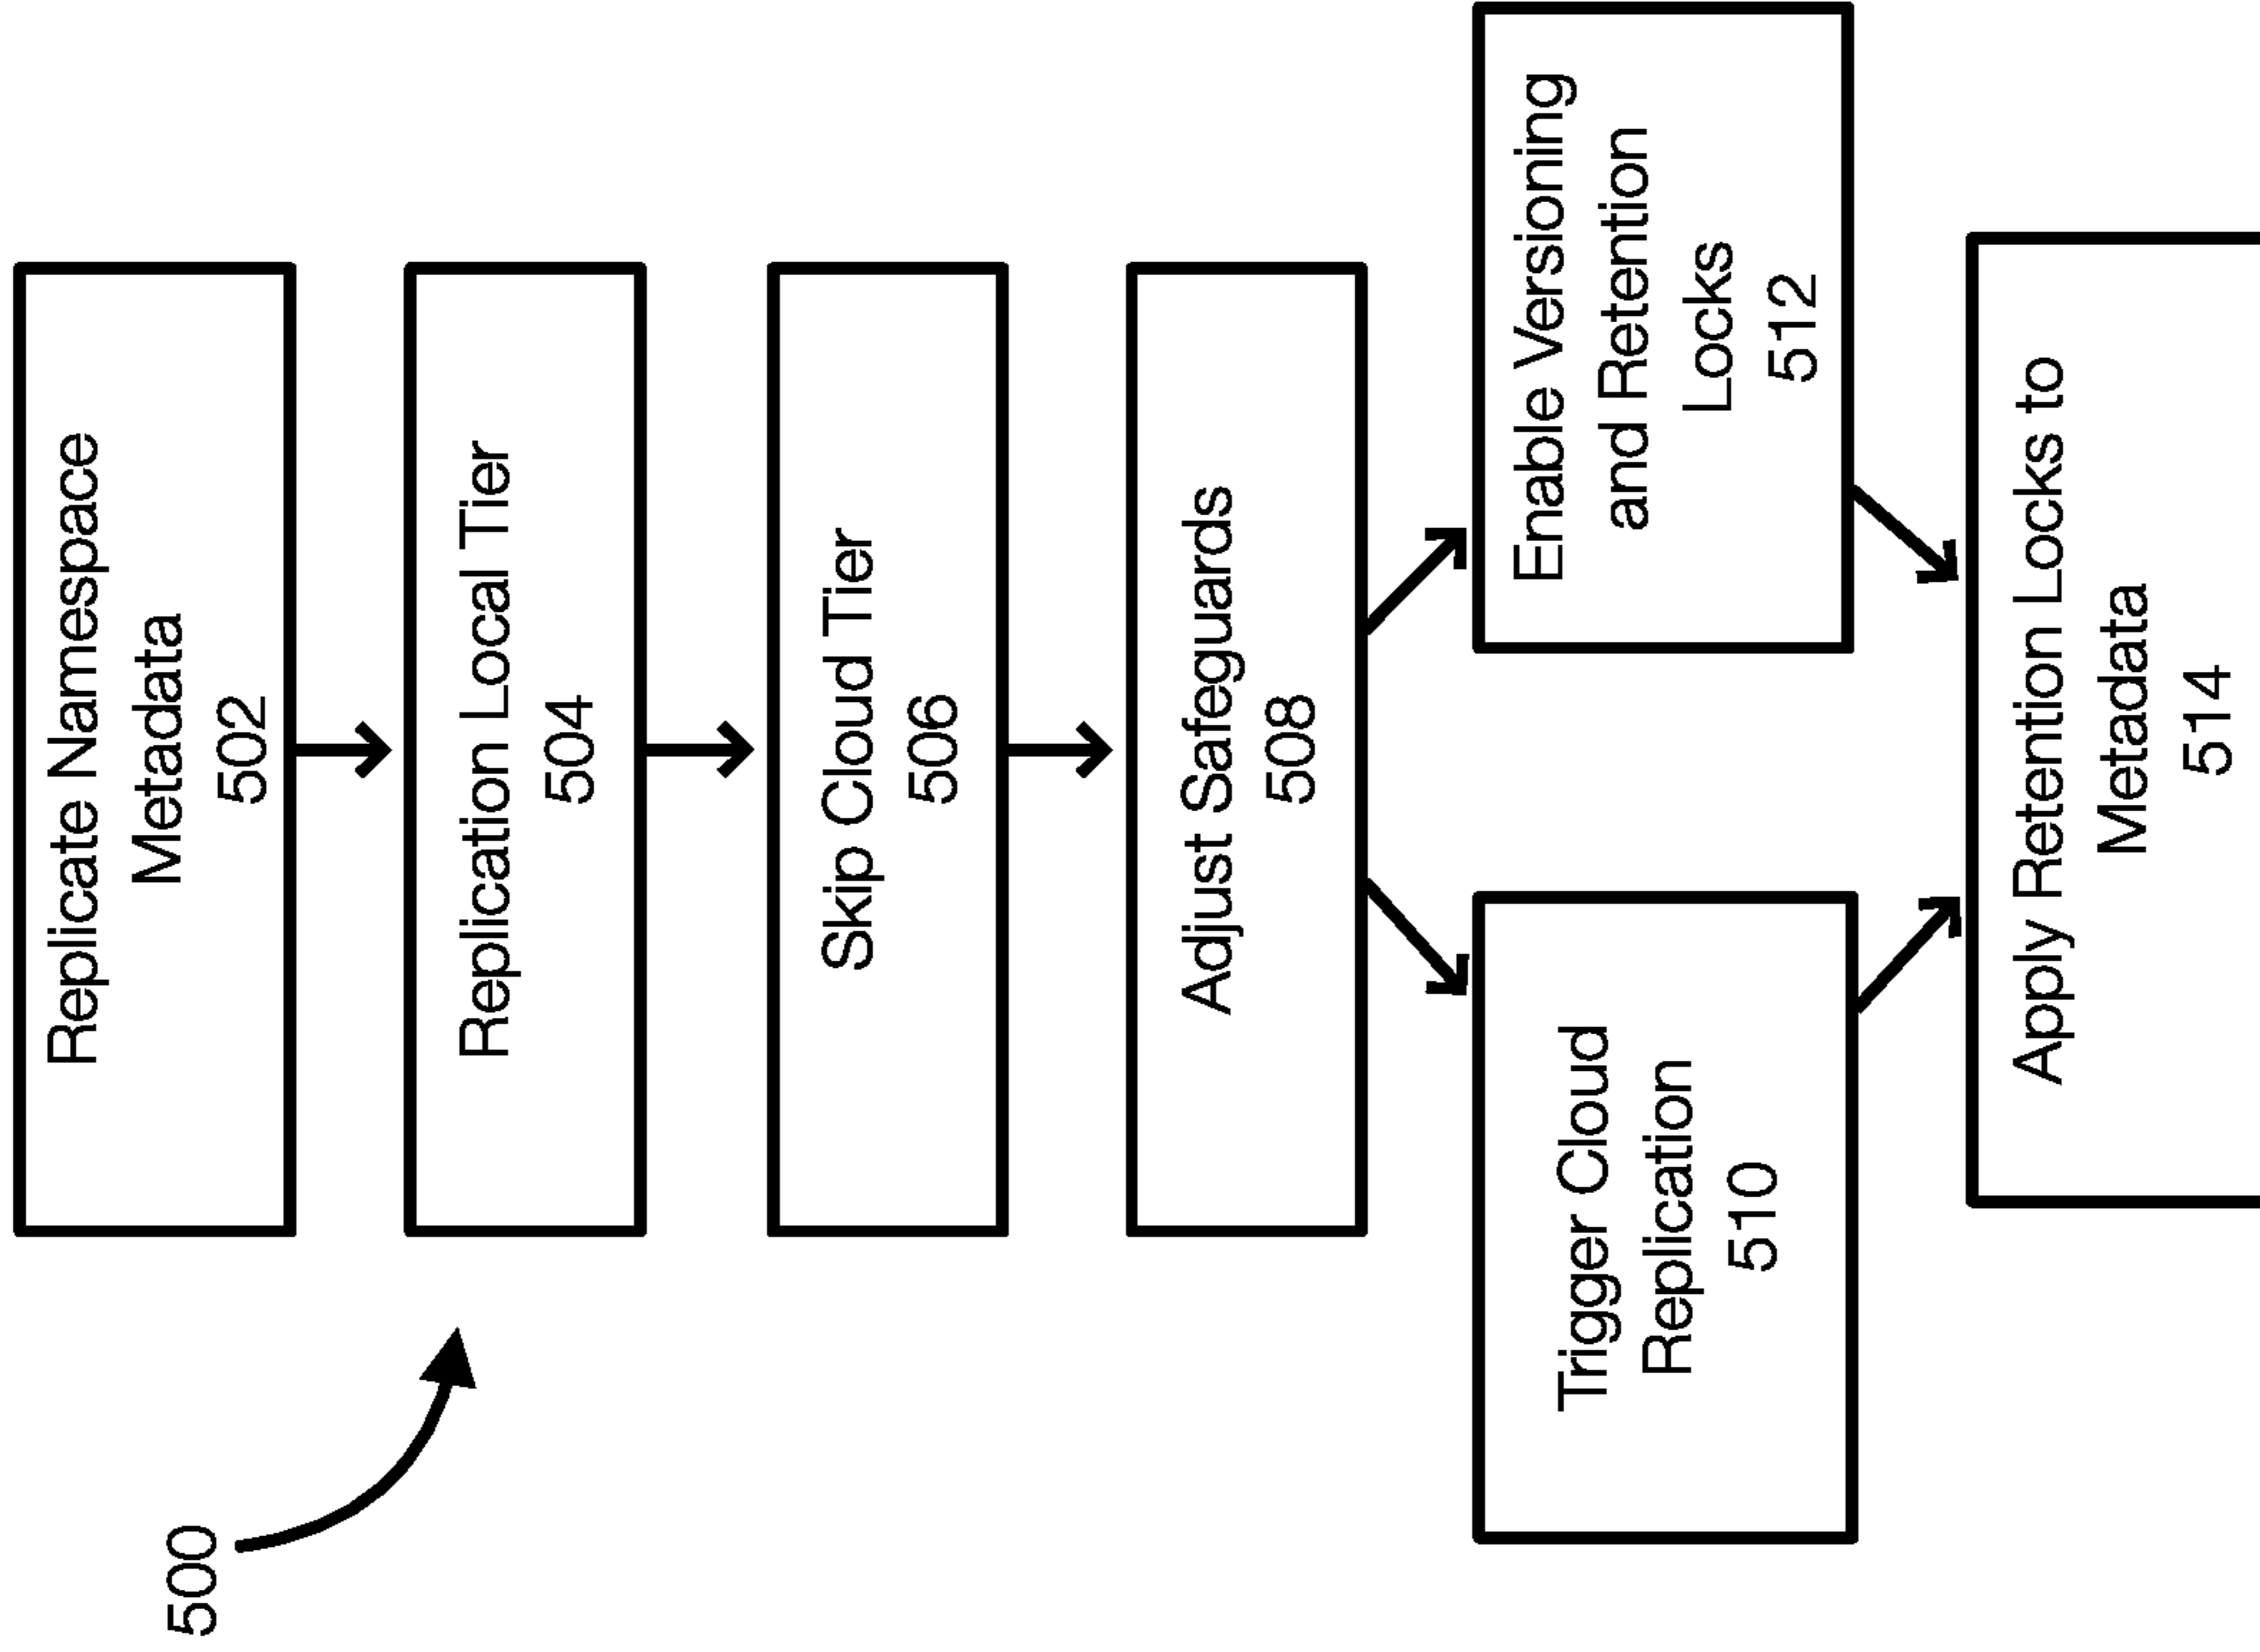 500
Replicate Namespace
Metadata
502
Replication Local Tier
504
Skip Cloud Tier
506
Adjust Safeguards
508
Trigger Cloud
Replication
510
Enable Versioning
and Retention
Locks
512
Apply Retention Locks to
Metadata
514